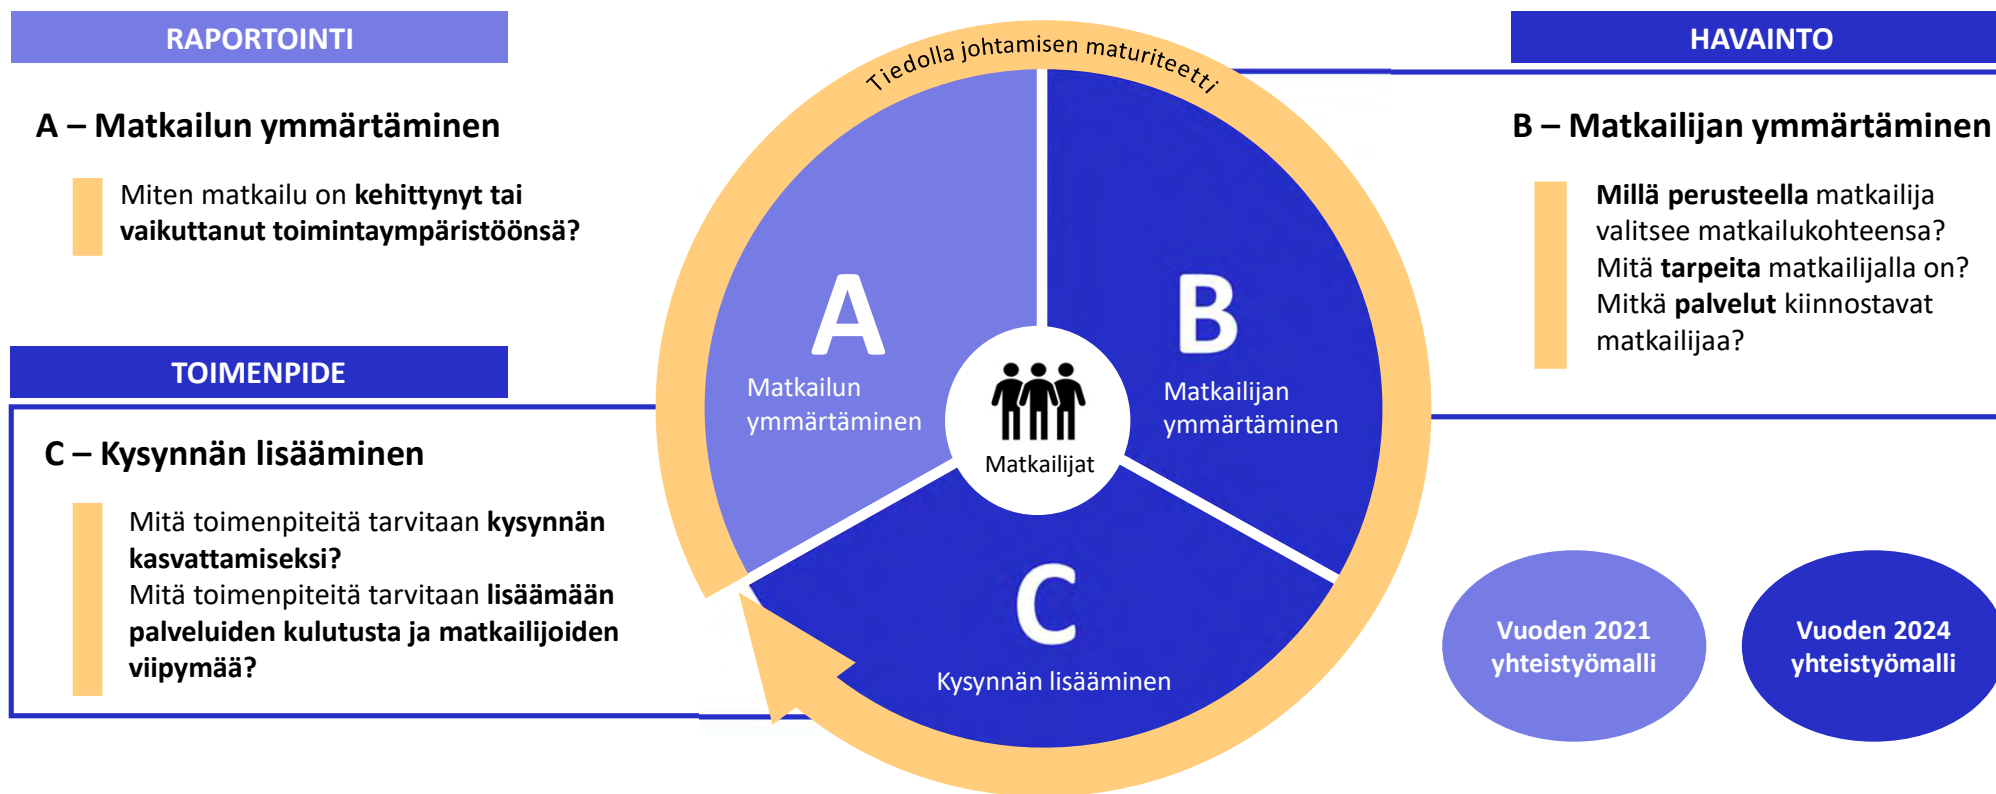 RAPORTOINTI
A – Matkailun ymmärtäminen
Miten matkailu on kehittynyt tai
vaikuttanut toimintaympäristöönsä?
TOIMENPIDE
C – Kysynnän lisääminen
Mitä toimenpiteitä tarvitaan kysynnän
kasvattamiseksi?
Mitä toimenpiteitä tarvitaan lisäämään
palveluiden kulutusta ja matkailijoiden
viipymää?
Tiedolla johtamisen maturiteetti
A
Matkailun
ymmärtäminen
B
Matkailijan
ymmärtäminen
Matkailijat
C
Kysynnän lisääminen
HAVAINTO
B – Matkailijan ymmärtäminen
Millä perusteella matkailija
valitsee matkailukohteensa?
Mitä tarpeita matkailijalla on?
Mitkä palvelut kiinnostavat
matkailijaa?
Vuoden 2021
yhteistyömalli
Vuoden 2024
yhteistyömalli